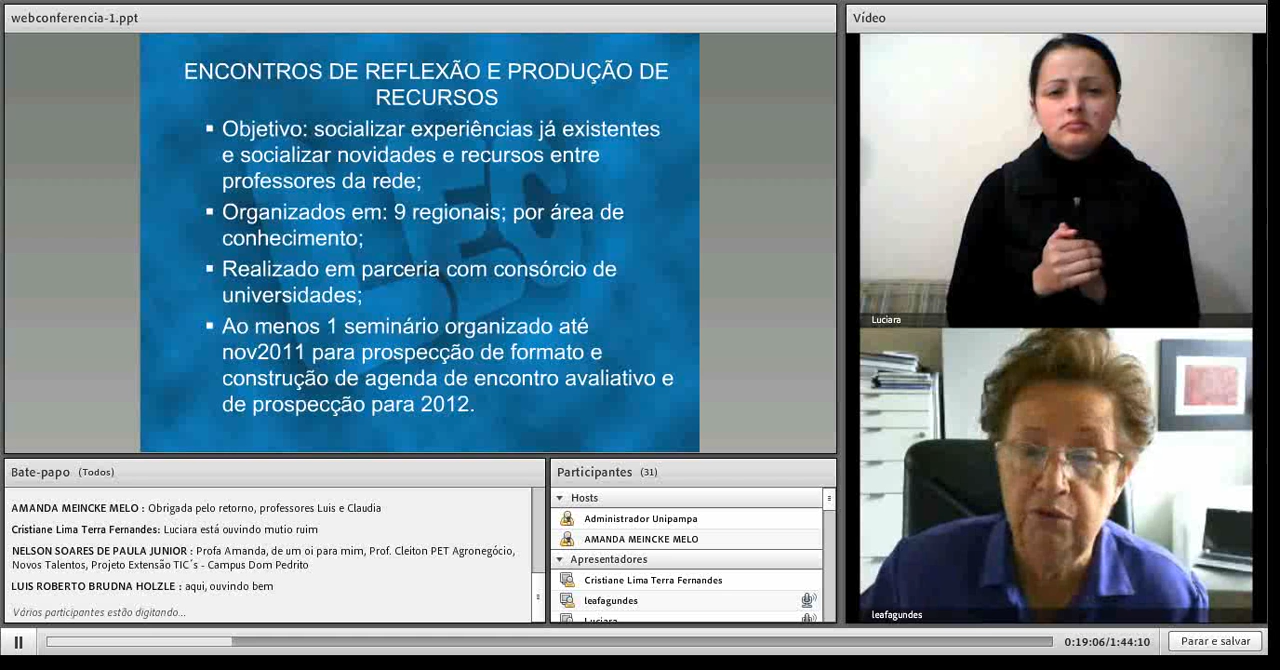 webconferencia-1.ppt
ENCONTROS DE REFLEXÃO E PRODUÇÃO DE
RECURSOS
▪ Objetivo: socializar experiências já existentes
e socializar novidades e recursos entre
professores da rede;
▪ Organizados em: 9 regionais; por área de
conhecimento;
▪ Realizado em parceria com consórcio de
universidades;
▪ Ao menos 1 seminário organizado até
nov2011 para prospecção de formato e
construção de agenda de encontro avaliativo e
de prospecção para 2012.
Bate-papo (Todos)
AMANDA MEINCKE MELO : Obrigada pelo retorno, professores Luis e Claudia
Cristiane Lima Terra Fernandes: Luciara está ouvindo mutio ruim
NELSON SOARES DE PAULA JUNIOR : Profa Amanda, de um oi para mim, Prof. Cleiton PET Agronegócio,
Novos Talentos, Projeto Extensão TIC´s - Campus Dom Pedrito
LUIS ROBERTO BRUDNA HOLZLE : aqui, ouvindo bem
Vários participantes estão digitando...
Participantes (31)
Hosts
Administrador Unipampa
AMANDA MEINCKE MELO
Apresentadores
Cristiane Lima Terra Fernandes
leafagundes
Luciara
Vídeo
Luciara
leafagundes
0:19:06/1:44:10
Parar e salvar